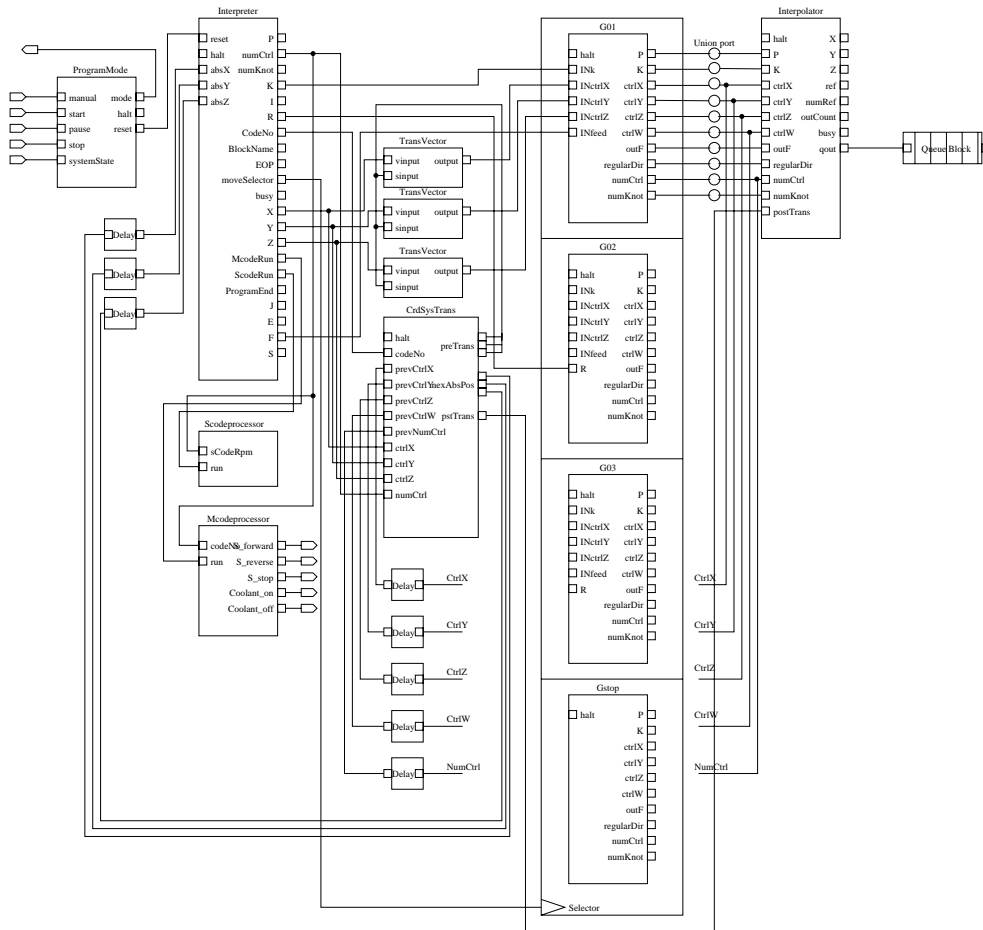 Interpreter
reset
halt
absX
absY
absZ
P
numCtrl
numKnot
K
I
R
CodeNo
BlockName
EOP
moveSelector
busy
X
Y
Z
McodeRun
ScodeRun
ProgramEnd
J
E
F
S
ProgramMode
manual
start
pause
stop
systemState
mode
halt
reset
Delay
Delay
Delay
Scodeprocessor
sCodeRpm
run
Mcodeprocessor
codeNo
run
S_forward
S_reverse
S_stop
Coolant_on
Coolant_off
TransVector
vinput
sinput
output
TransVector
vinput
sinput
output
TransVector
vinput
sinput
output
CrdSysTrans
halt
codeNo
prevCtrlX
prevCtrlY
prevCtrlZ
prevCtrlW
prevNumCtrl
ctrlX
ctrlY
ctrlZ
numCtrl
preTrans
nexAbsPos
pstTrans
Delay
CtrlX
Delay
CtrlY
Delay
CtrlZ
Delay
CtrlW
Delay
NumCtrl
G01
halt
INk
INctrlX
INctrlY
INctrlZ
INfeed
P
K
ctrlX
ctrlY
ctrlZ
ctrlW
outF
regularDir
numCtrl
numKnot
G02
halt
INk
INctrlX
INctrlY
INctrlZ
INfeed
R
P
K
ctrlX
ctrlY
ctrlZ
ctrlW
outF
regularDir
numCtrl
numKnot
G03
halt
INk
INctrlX
INctrlY
INctrlZ
INfeed
R
P
K
ctrlX
ctrlY
ctrlZ
ctrlW
outF
regularDir
numCtrl
numKnot
Gstop
halt
P
K
ctrlX
ctrlY
ctrlZ
ctrlW
outF
regularDir
numCtrl
numKnot
Selector
Union port
CtrlX
CtrlY
CtrlZ
CtrlW
NumCtrl
Interpolator
halt
P
K
ctrlX
ctrlY
ctrlZ
ctrlW
outF
regularDir
numCtrl
numKnot
postTrans
X
Y
Z
ref
numRef
outCount
busy
qout
Queue Block